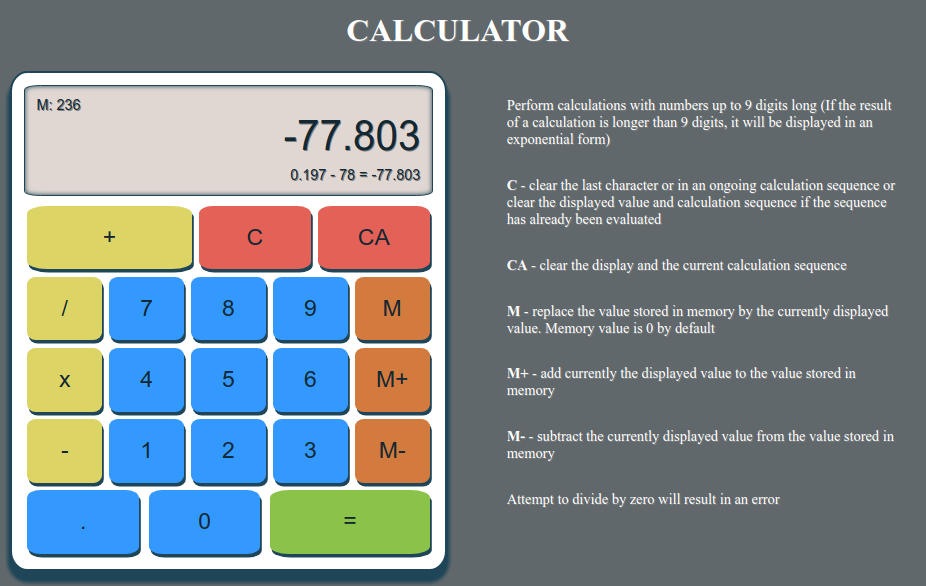 CALCULATOR
M: 236
-77.803
0.197 - 78 = -77.803
+ C CA
/ 7 8 9 M
x 4 5 6 M+
- 1 2 3 M-
. 0 =
Perform calculations with numbers up to 9 digits long (If the result
of a calculation is longer than 9 digits, it will be displayed in an
exponential form)
C - clear the last character or in an ongoing calculation sequence or
clear the displayed value and calculation sequence if the sequence
has already been evaluated
CA - clear the display and the current calculation sequence
M - replace the value stored in memory by the currently displayed
value. Memory value is 0 by default
M+ - add currently the displayed value to the value stored in
memory
M- - subtract the currently displayed value from the value stored in
memory
Attempt to divide by zero will result in an error